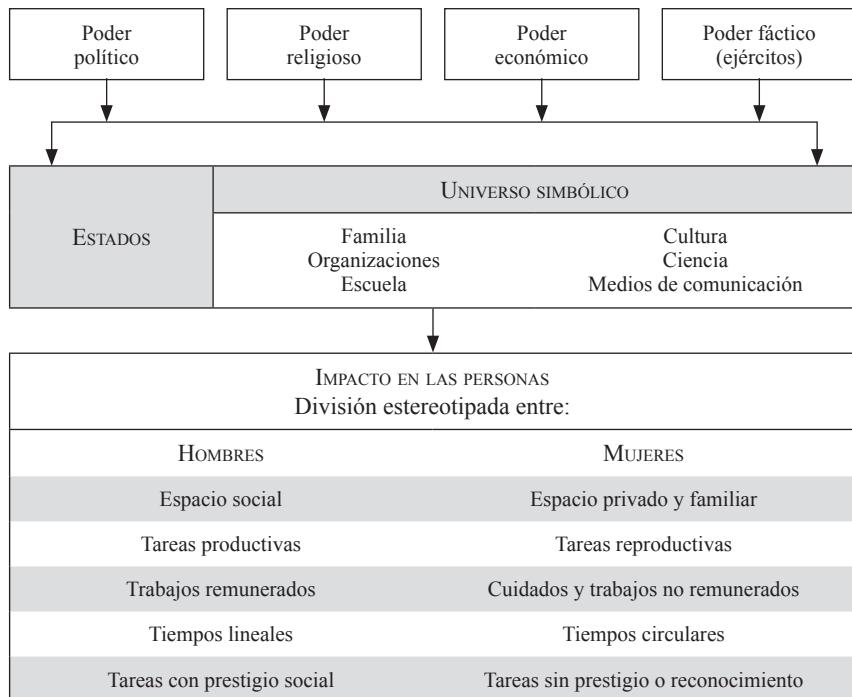 Poder
político
Poder
religioso
Poder
económico
Poder fáctico
(ejércitos)
ESTADOS
UNIVERSO SIMBÓLICO
Familia
Organizaciones
Escuela
Cultura
Ciencia
Medios de comunicación
IMPACTO EN LAS PERSONAS
División estereotipada entre:
HOMBRES
MUJERES
Espacio social
Espacio privado y familiar
Tareas productivas
Tareas reproductivas
Trabajos remunerados
Cuidados y trabajos no remunerados
Tiempos lineales
Tiempos circulares
Tareas con prestigio social
Tareas sin prestigio o reconocimiento